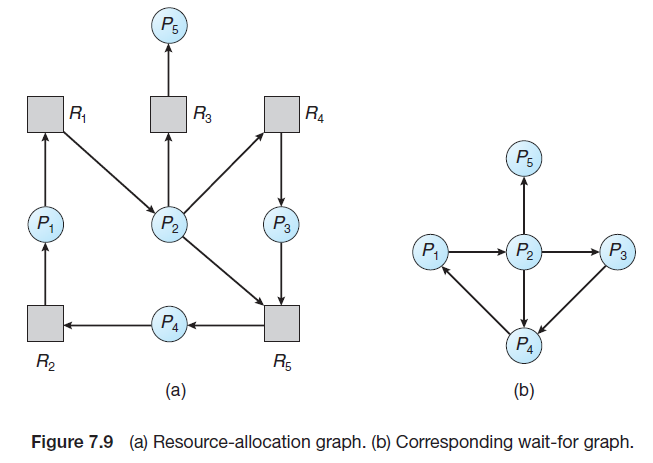 P5
R1
R3
R4
P1
P2
P3
P4
R2
R5
(a)
P5
P1
P2
P3
P4
(b)
Figure 7.9 (a) Resource-allocation graph. (b) Corresponding wait-for graph.